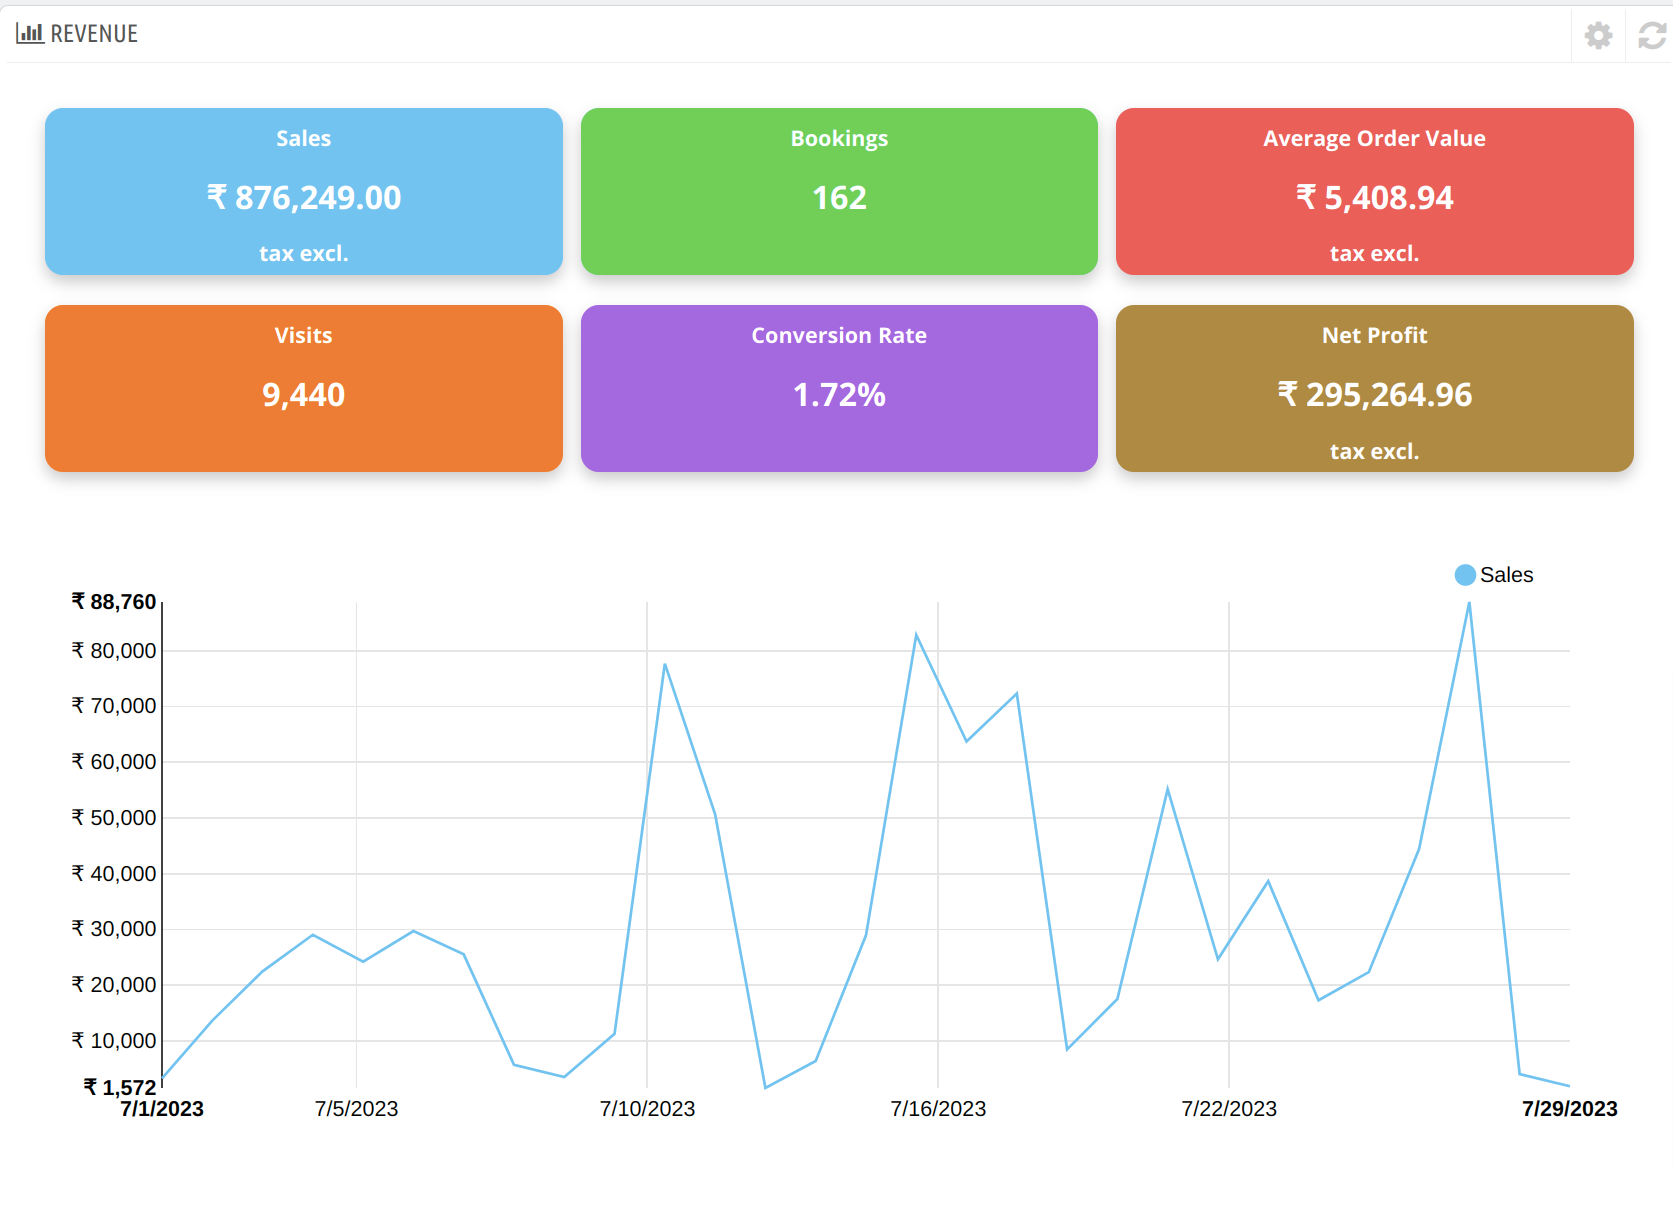 REVENUE
Sales
₹ 876,249.00
tax excl.
Bookings
162
Average Order Value
₹ 5,408.94
tax excl.
Visits
9,440
Conversion Rate
1.72%
Net Profit
₹ 295,264.96
tax excl.
Sales
₹ 88,760
₹ 80,000
₹ 70,000
₹ 60,000
₹ 50,000
₹ 40,000
₹ 30,000
₹ 20,000
₹ 10,000
₹ 1,572
7/1/2023 7/5/2023 7/10/2023 7/16/2023 7/22/2023 7/29/2023